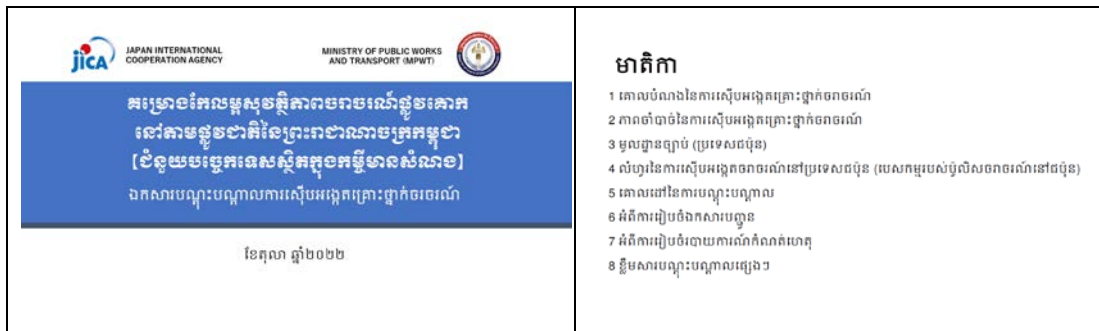 jica
JAPAN INTERNATIONAL
COOPERATION AGENCY
MINISTRY OF PUBLIC WORKS
AND TRANSPORT (MPWT)
គម្រោងកែលម្អសុវត្ថិភាពចរាចរណ៍ផ្លូវគោក
នៅតាមផ្លូវជាតិនៃព្រះរាជាណាចក្រកម្ពុជា
[ជំនួយបច្ចេកទេសស្ថិតក្នុងកម្ចីមានសំណង]
ឯកសារបណ្តុះបណ្តាលការស៊ើបអង្កេតគ្រោះថ្នាក់ចរចរណ៍
ខែតុលា ឆ្នាំ២០២២
មាតិកា
1 គោលបំណងនៃការស៊ើបអង្កេតគ្រោះថ្នាក់ចរាចរណ៍
2 ភាពចាំបាច់នៃការស៊ើបអង្កេតគ្រោះថ្នាក់ចរាចរណ៍
3 មូលដ្ឋានច្បាប់ (ប្រទេសជប៉ុន)
4 លំហូរនៃការស៊ើបអង្កេតចរាចរណ៍នៅប្រទេសជប៉ុន (បេសកម្មរបស់ប៉ូលិសចរាចរណ៍នៅជប៉ុន)
5 គោលដៅនៃការបណ្តុះបណ្តាល
6 អំពីការរៀបចំឯកសារបញ្ជូន
7 អំពីការរៀបចំរបាយការណ៍កំណត់ហេតុ
8 ខ្លឹមសារបណ្តុះបណ្តាលផ្សេងៗ